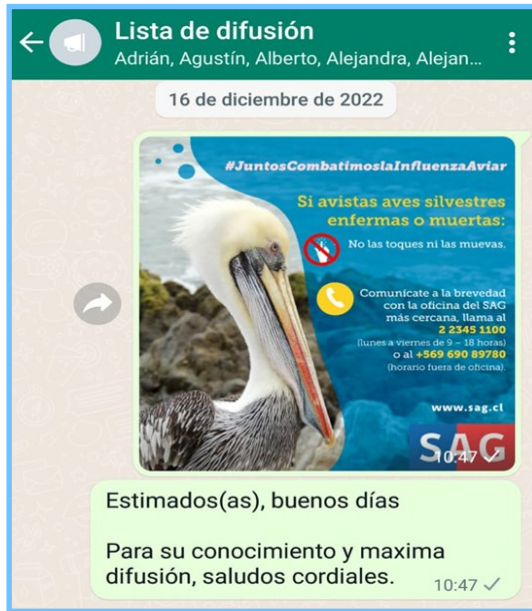 Lista de difusión
Adrián, Agustín, Alberto, Alejandra, Alejan...
16 de diciembre de 2022
#JuntosCombatimoslaInfluenzaAviar
Si avistas aves silvestres
enfermas o muertas:
No las toques ni las muevas.
Comunícate a la brevedad
con la oficina del SAG
más cercana, llama al
2 2345 1100
(lunes a viernes de 9 – 18 horas)
o al +569 690 89780
(horario fuera de oficina).
www.sag.cl
SAG
10:47
Estimados(as), buenos días
Para su conocimiento y maxima
difusión, saludos cordiales.
10:47